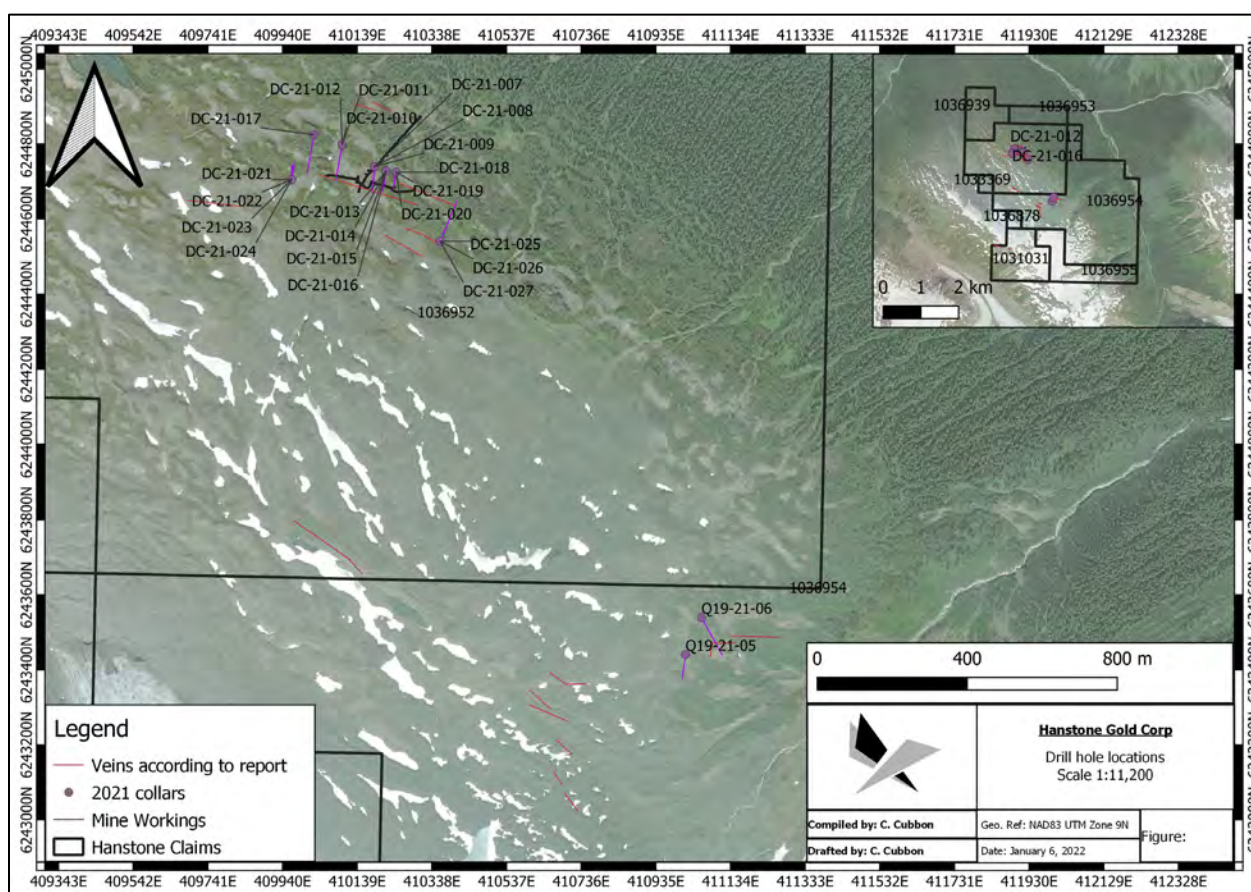 409343E 409542E 409741E 409940E 410139E 410338E 410537E 410736E 410935E 411134E 411333E 411532E 411731E 411930E 412129E 412328E
6245000N
6244800N
6244600N
6244400N
6244200N
6244000N
6243800N
6243600N
6243400N
6243200N
6243000N
DC-21-007
DC-21-012
DC-21-011
DC-21-008
DC-21-017
DC-21-010
DC-21-009
DC-21-018
DC-21-021
DC-21-019
DC-21-022
DC-21-013
DC-21-020
DC-21-023
DC-21-014
DC-21-024
DC-21-015
DC-21-025
DC-21-026
DC-21-016
DC-21-027
1036952
1036939
1036953
DC-21-012
DC-21-016
1033369
1036954
1036878
1031031
1036955
0 1 2 km
1036954
Q19-21-06
Q19-21-05
0 400 800 m
Legend
Veins according to report
2021 collars
Mine Workings
Hanstone Claims
Hanstone Gold Corp
Drill hole locations
Scale 1:11,200
Compiled by: C. Cubbon
Geo. Ref: NAD83 UTM Zone 9N
Figure:
Drafted by: C. Cubbon
Date: January 6, 2022
409343E 409542E 409741E 409940E 410139E 410338E 410537E 410736E 410935E 411134E 411333E 411532E 411731E 411930E 412129E 412328E